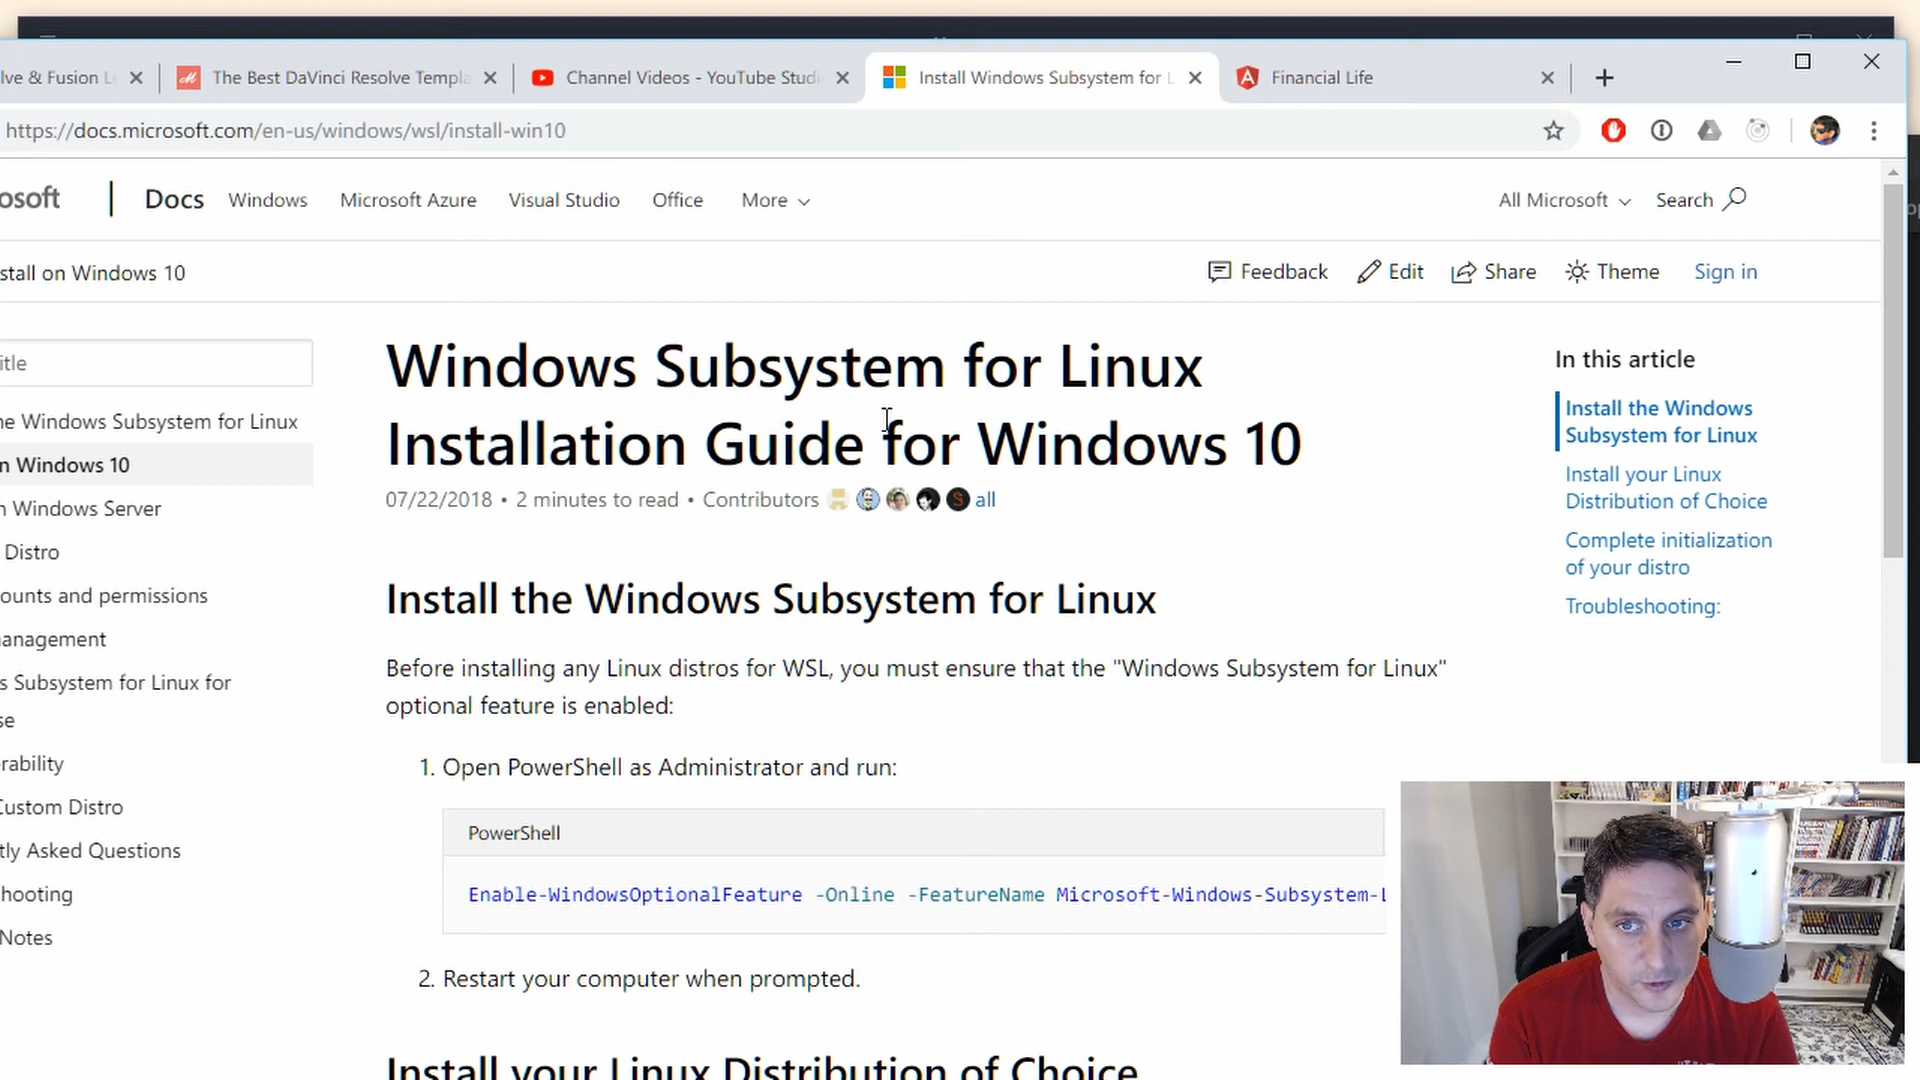 lve & Fusion L
The Best DaVinci Resolve Templa
Channel Videos - YouTube Studi
Install Windows Subsystem for L
Financial Life
https://docs.microsoft.com/en-us/windows/wsl/install-win10
osoft
Docs
Windows
Microsoft Azure
Visual Studio
Office
More
All Microsoft
Search
stall on Windows 10
Feedback
Edit
Share
Theme
Sign in
itle
he Windows Subsystem for Linux
n Windows 10
n Windows Server
Distro
ounts and permissions
anagement
s Subsystem for Linux for
se
rability
Custom Distro
tly Asked Questions
hooting
Notes
Windows Subsystem for Linux
Installation Guide for Windows 10
07/22/2018 • 2 minutes to read • Contributors all
Install the Windows Subsystem for Linux
Before installing any Linux distros for WSL, you must ensure that the "Windows Subsystem for Linux"
optional feature is enabled:
1. Open PowerShell as Administrator and run:
PowerShell
Enable-WindowsOptionalFeature -Online -FeatureName Microsoft-Windows-Subsystem-L
2. Restart your computer when prompted.
Install your Linux Distribution of Choice
In this article
Install the Windows
Subsystem for Linux
Install your Linux
Distribution of Choice
Complete initialization
of your distro
Troubleshooting: